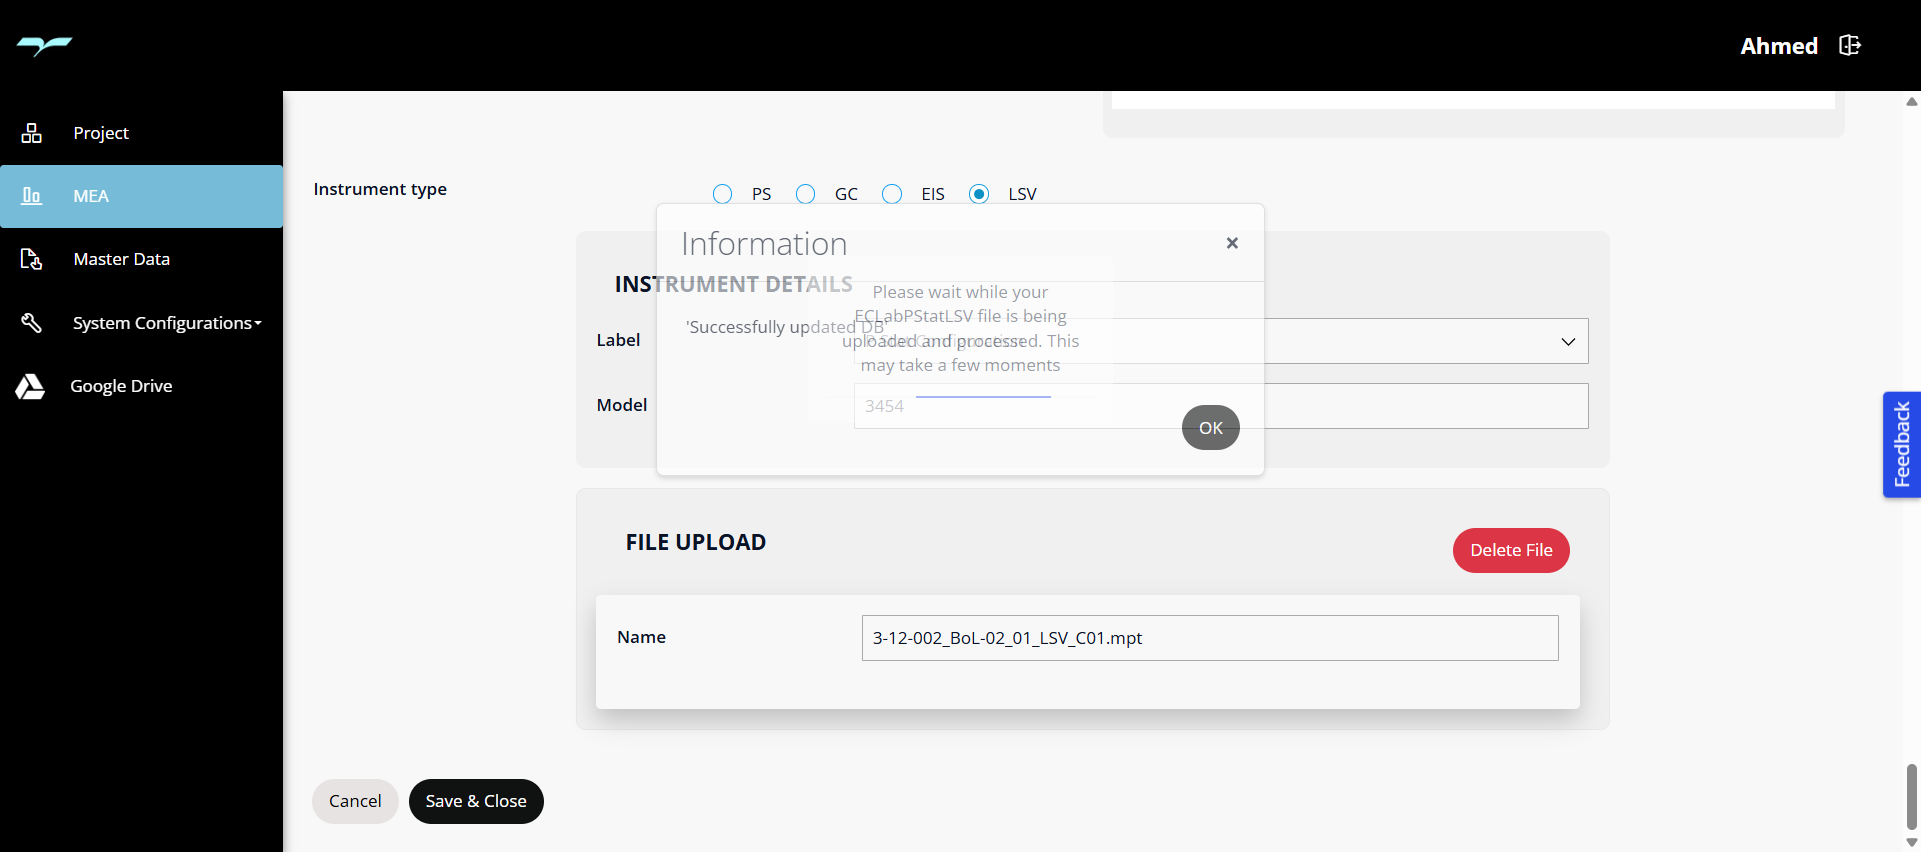 Ahmed
Project
MEA
Master Data
System Configurations
Google Drive
Instrument type
PS
GC
EIS
LSV
Information
×
INSTRUMENT DETAILS
Please wait while your
ECLabPStatLSV file is being
uploaded and processed. This
may take a few moments
'Successfully updated DB'
Label
Model
3454
OK
FILE UPLOAD
Delete File
Name
3-12-002_BoL-02_01_LSV_C01.mpt
Cancel
Save & Close
Feedback